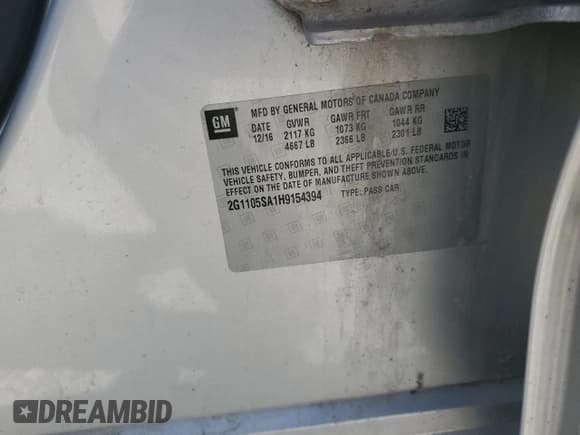 GM
MFD BY GENERAL MOTORS OF CANADA COMPANY
DATE GVWR GAWR FRT GAWR RR
12/16 2117 KG 1073 KG 1044 KG
4667 LB 2366 LB 2301 LB
THIS VEHICLE CONFORMS TO ALL APPLICABLE U.S. FEDERAL MOTOR
VEHICLE SAFETY, BUMPER, AND THEFT PREVENTION STANDARDS IN
EFFECT ON THE DATE OF MANUFACTURE SHOWN ABOVE.
2G1105SA1H9154394 TYPE: PASS CAR
DREAMBID